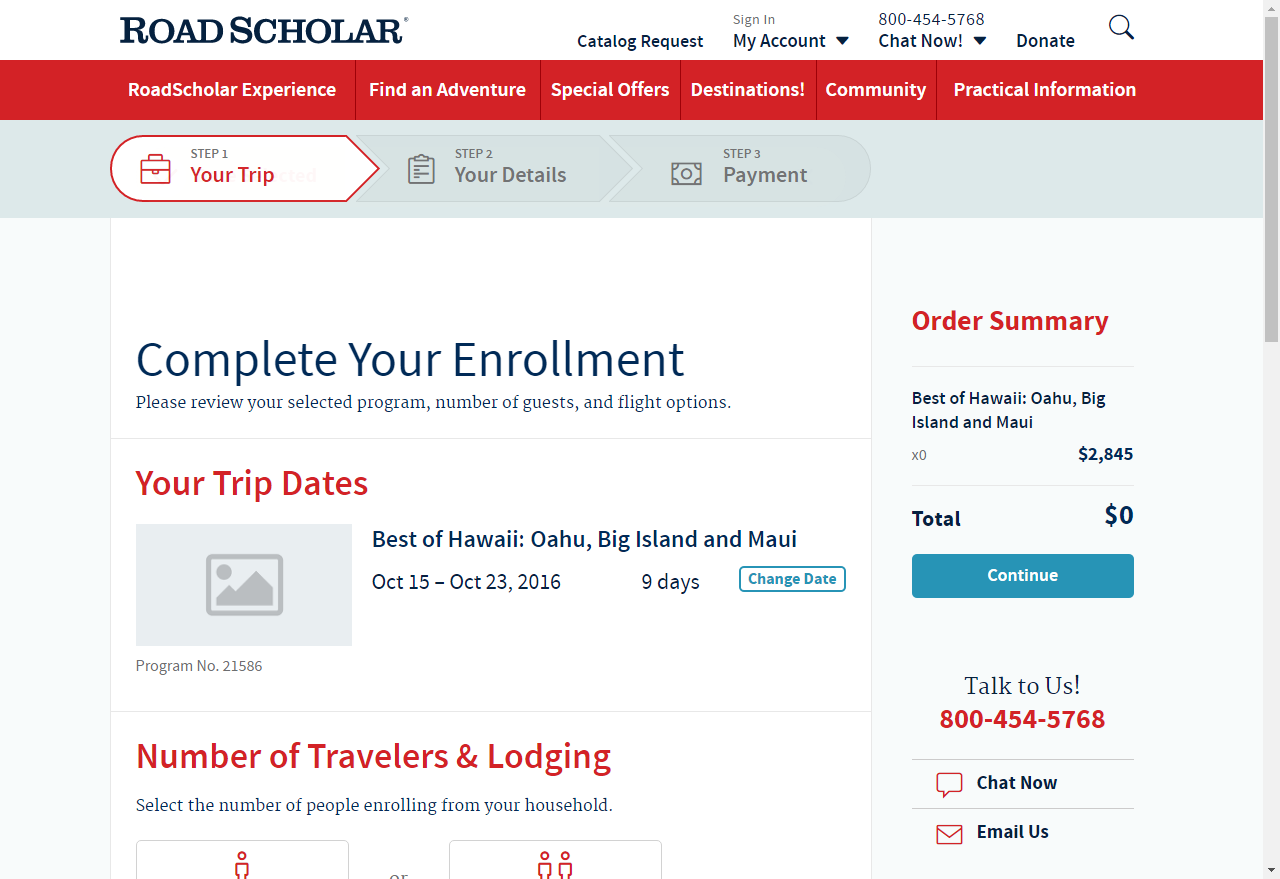 ROAD SCHOLAR®
Sign In
800-454-5768
Catalog Request
My Account
Chat Now!
Donate
RoadScholar Experience
Find an Adventure
Special Offers
Destinations!
Community
Practical Information
STEP 1
Your Trip
STEP 2
Your Details
STEP 3
Payment
Complete Your Enrollment
Please review your selected program, number of guests, and flight options.
Your Trip Dates
Best of Hawaii: Oahu, Big Island and Maui
Oct 15 – Oct 23, 2016
9 days
Change Date
Program No. 21586
Number of Travelers & Lodging
Select the number of people enrolling from your household.
or
Order Summary
Best of Hawaii: Oahu, Big
Island and Maui
x0
$2,845
Total
$0
Continue
Talk to Us!
800-454-5768
Chat Now
Email Us